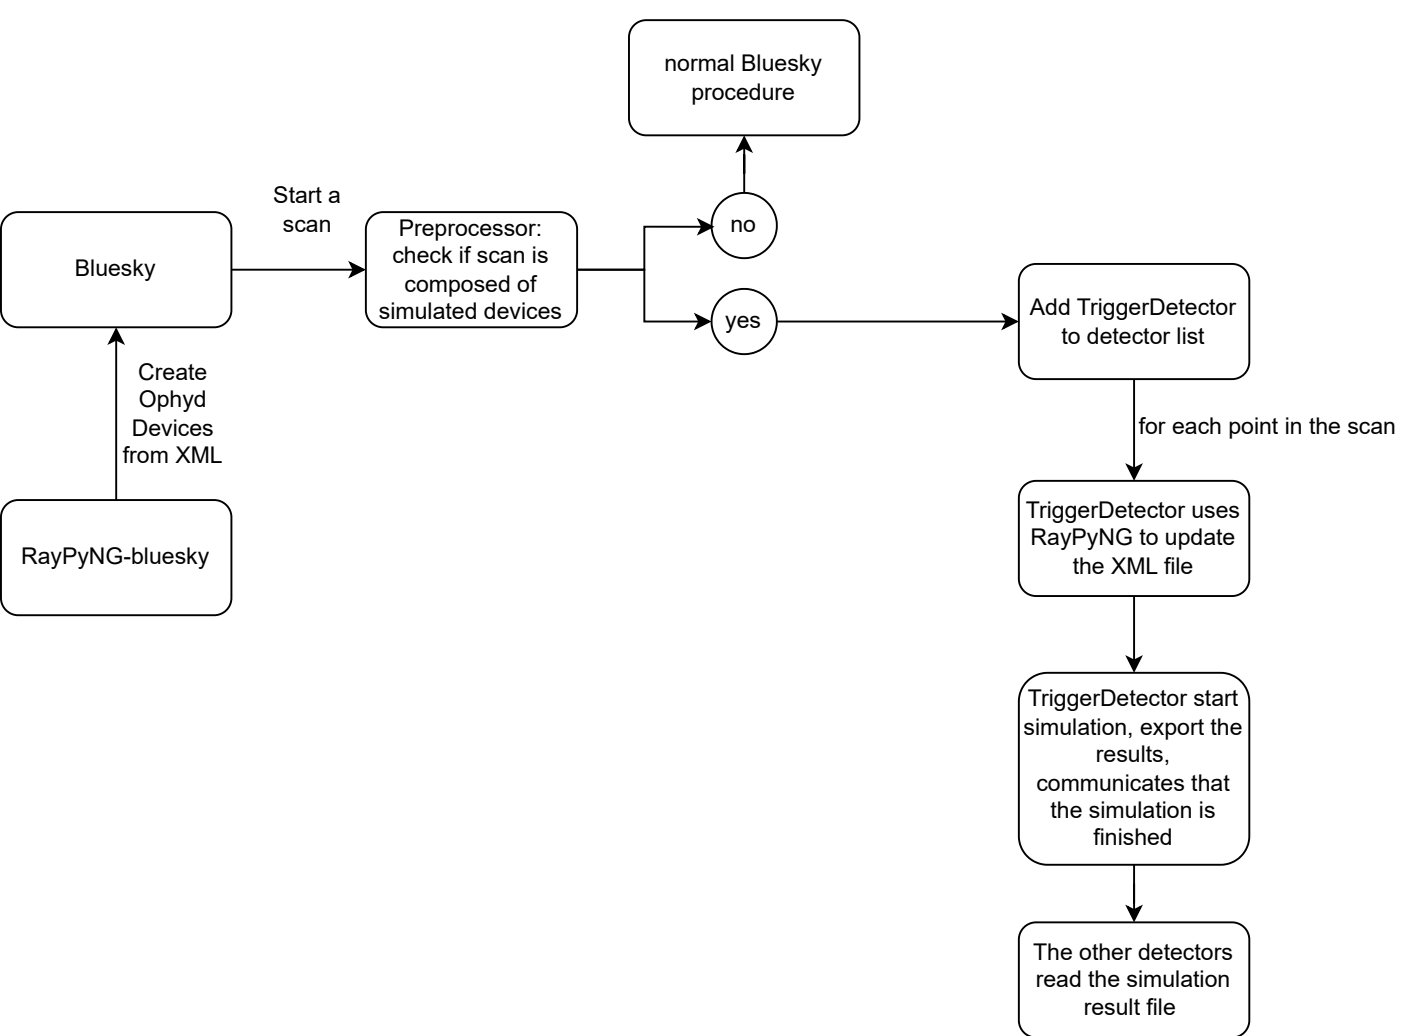 normal Bluesky
procedure
Start a
scan
Bluesky
Preprocessor:
check if scan is
composed of
simulated devices
no
yes
Add TriggerDetector
to detector list
Create
Ophyd
Devices
from XML
for each point in the scan
RayPyNG-bluesky
TriggerDetector uses
RayPyNG to update
the XML file
TriggerDetector start
simulation, export the
results,
communicates that
the simulation is
finished
The other detectors
read the simulation
result file